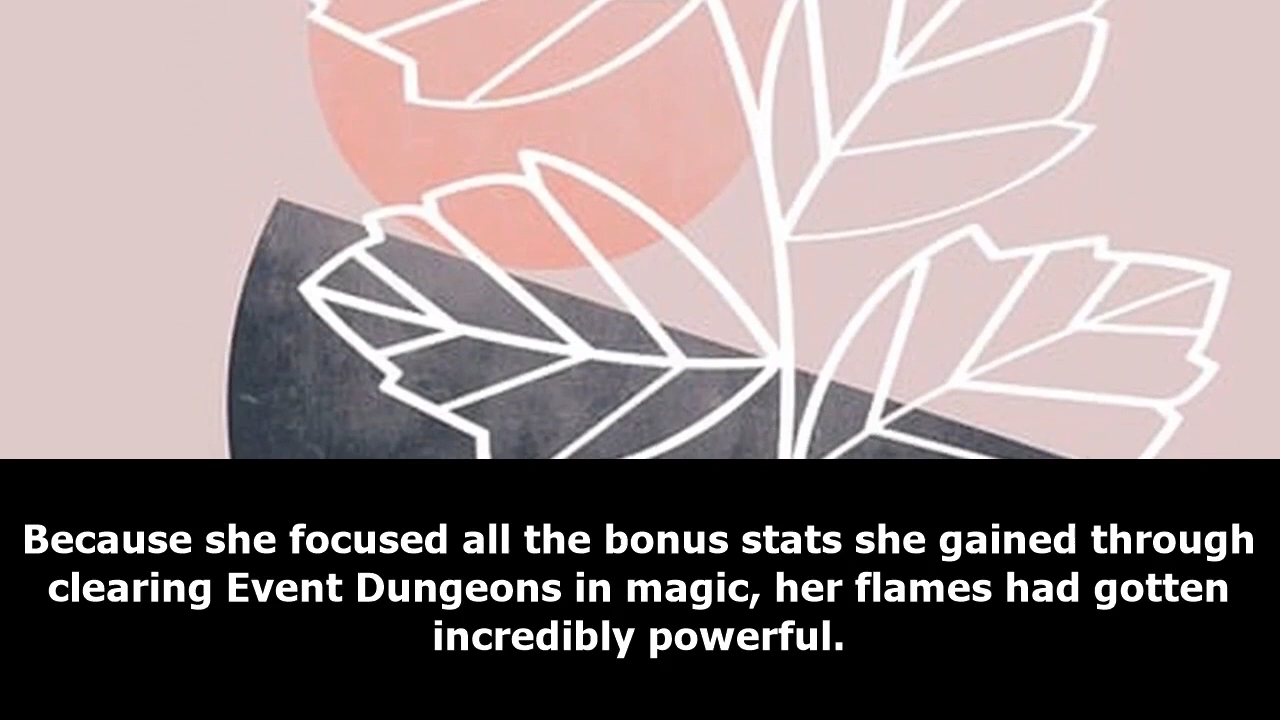 Because she focused all the bonus stats she gained through
clearing Event Dungeons in magic, her flames had gotten
incredibly powerful.